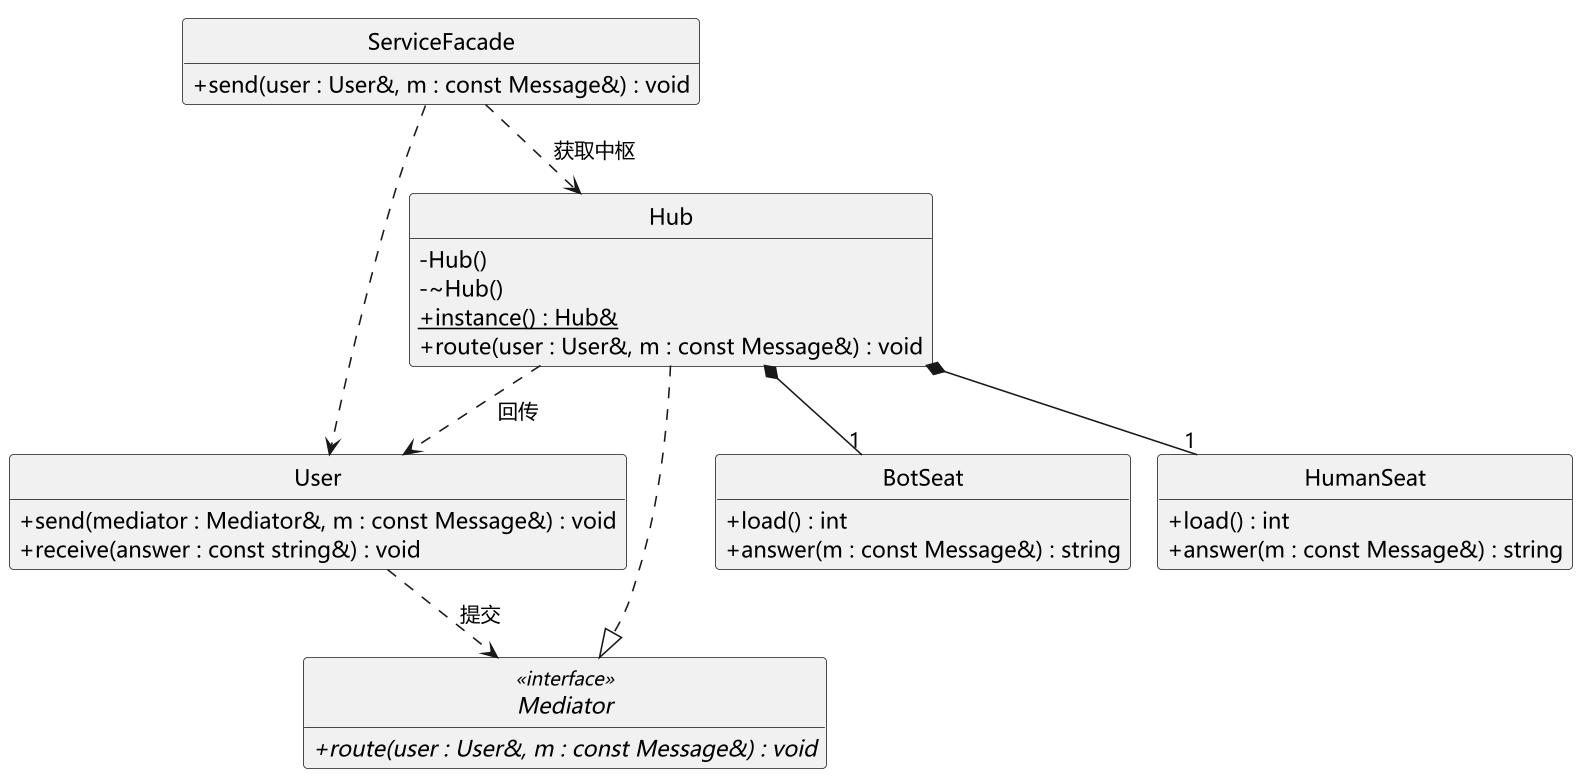 ServiceFacade
+send(user : User&, m : const Message&) : void
获取中枢
Hub
-Hub()
-~Hub()
+instance() : Hub&
+route(user : User&, m : const Message&) : void
回传
1
1
User
+send(mediator : Mediator&, m : const Message&) : void
+receive(answer : const string&) : void
BotSeat
+load() : int
+answer(m : const Message&) : string
HumanSeat
+load() : int
+answer(m : const Message&) : string
提交
«interface»
Mediator
+route(user : User&, m : const Message&) : void